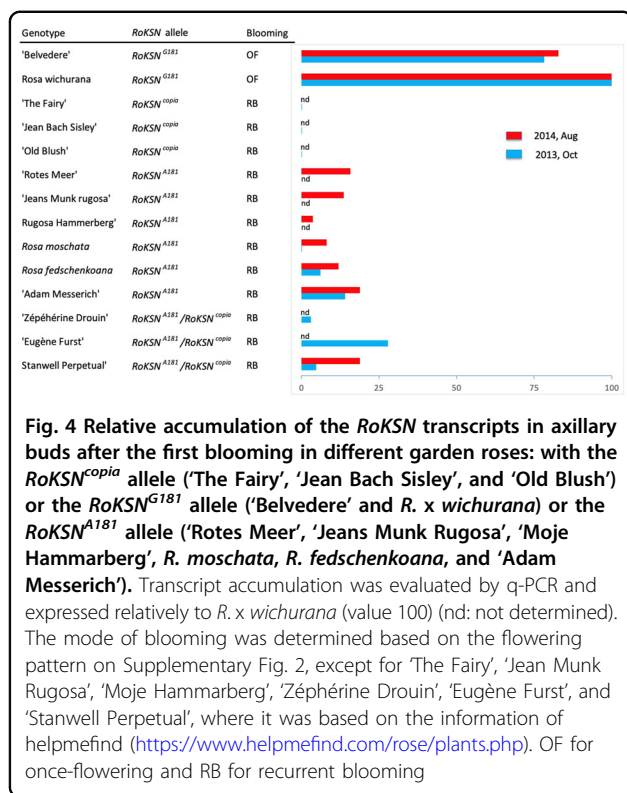 Genotype RoKSN allele Blooming
'Belvedere' RoKSN^G181 OF
Rosa wichurana RoKSN^G181 OF
'The Fairy' RoKSN^copia RB nd
'Jean Bach Sisley' RoKSN^copia RB nd
'Old Blush' RoKSN^copia RB nd
'Rotes Meer' RoKSN^A181 RB nd
'Jeans Munk rugosa' RoKSN^A181 RB nd
Rugosa Hammerberg' RoKSN^A181 RB nd
Rosa moschata RoKSN^A181 RB
Rosa fedschenkoana RoKSN^A181 RB
'Adam Messerich' RoKSN^A181 RB
'Zépéhérine Drouin' RoKSN^A181/RoKSN^copia RB nd
'Eugène Furst' RoKSN^A181/RoKSN^copia RB nd
Stanwell Perpetual' RoKSN^A181/RoKSN^copia RB
2014, Aug
2013, Oct
0 25 50 75 100
Fig. 4 Relative accumulation of the RoKSN transcripts in axillary
buds after the first blooming in different garden roses: with the
RoKSN^copia allele ('The Fairy', 'Jean Bach Sisley', and 'Old Blush')
or the RoKSN^G181 allele ('Belvedere' and R. x wichurana) or the
RoKSN^A181 allele ('Rotes Meer', 'Jeans Munk Rugosa', 'Moje
Hammarberg', R. moschata, R. fedschenkoana, and 'Adam
Messerich'). Transcript accumulation was evaluated by q-PCR and
expressed relatively to R. x wichurana (value 100) (nd: not determined).
The mode of blooming was determined based on the flowering
pattern on Supplementary Fig. 2, except for 'The Fairy', 'Jean Munk
Rugosa', 'Moje Hammarberg', 'Zéphérine Drouin', 'Eugène Furst', and
'Stanwell Perpetual', where it was based on the information of
helpmefind (https://www.helpmefind.com/rose/plants.php). OF for
once-flowering and RB for recurrent blooming